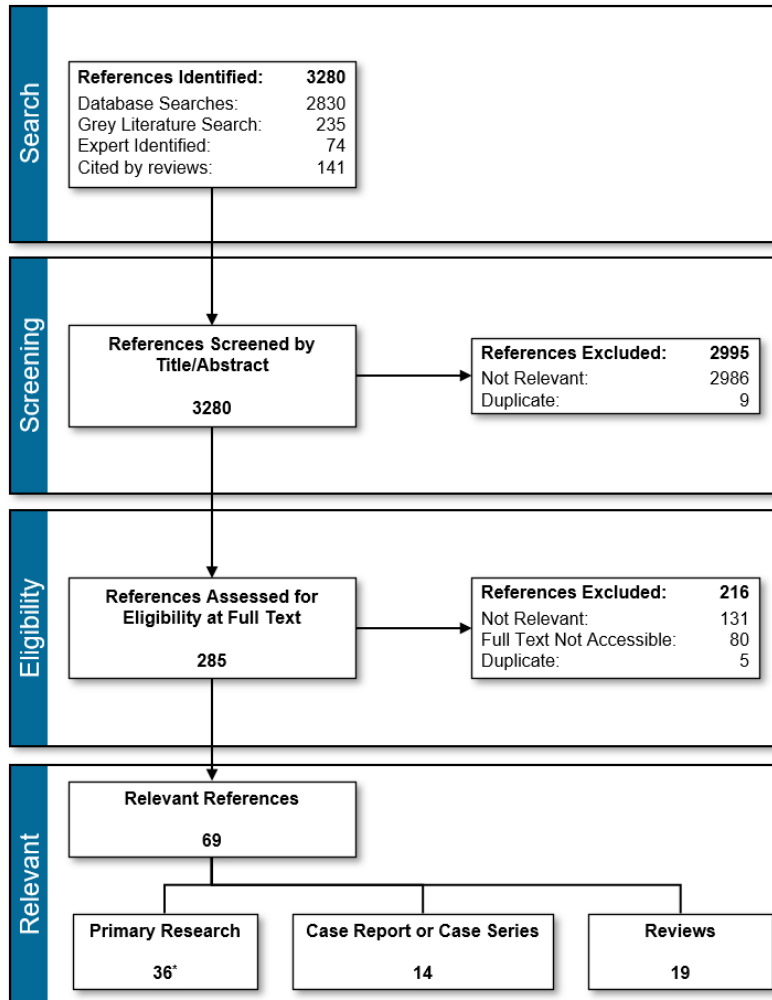 Search
References Identified: 3280
Database Searches: 2830
Grey Literature Search: 235
Expert Identified: 74
Cited by reviews: 141
Screening
References Screened by
Title/Abstract
3280
References Excluded: 2995
Not Relevant: 2986
Duplicate: 9
Eligibility
References Assessed for
Eligibility at Full Text
285
References Excluded: 216
Not Relevant: 131
Full Text Not Accessible: 80
Duplicate: 5
Relevant
Relevant References
69
Primary Research
36*
Case Report or Case Series
14
Reviews
19